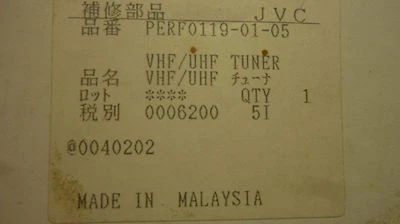 補修部品 JVC
品番 PERF0119-01-05
VHF/UHF TUNER
品名 VHF/UHF チューナ
ロット **** QTY 1
税別 0006200 5I
@0040202
MADE IN MALAYSIA